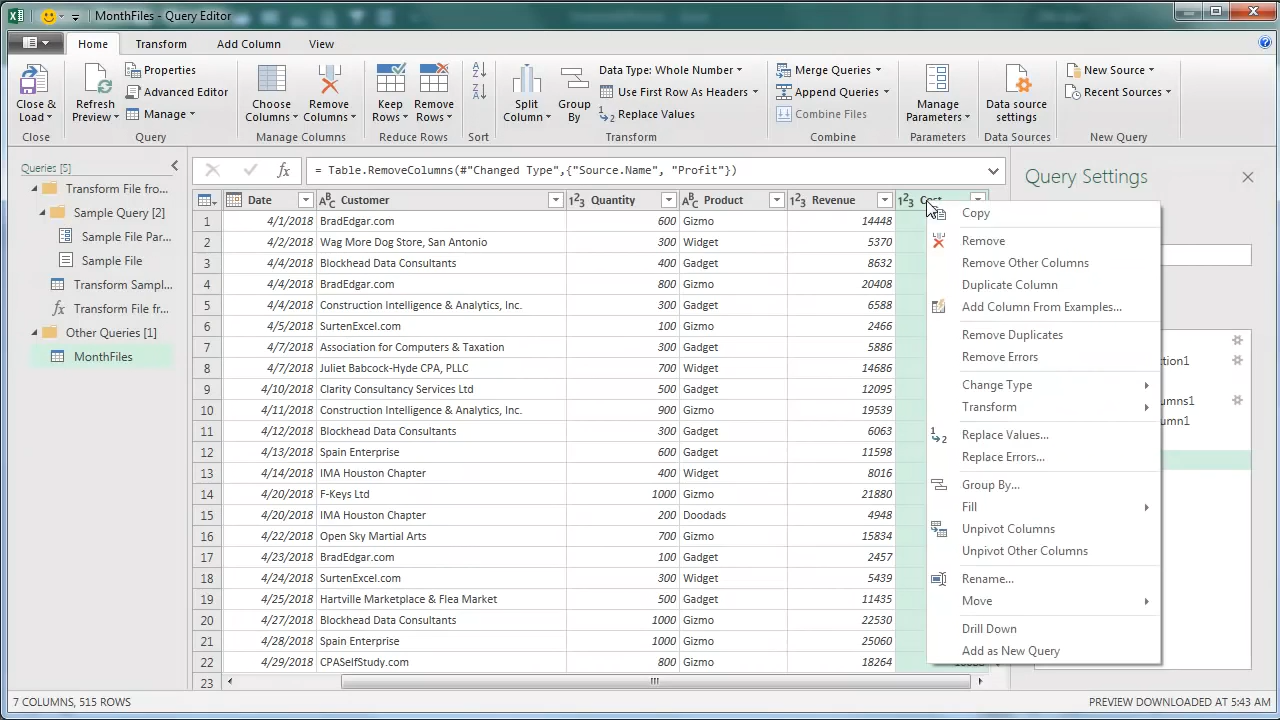 MonthFiles - Query Editor
Home
Transform
Add Column
View
Close &
Load
Close
Refresh
Preview
Properties
Advanced Editor
Manage
Query
Choose
Columns
Remove
Columns
Manage Columns
Keep
Rows
Remove
Rows
Reduce Rows
A
Z
Z
A
Sort
Split
Column
Group
By
Data Type: Whole Number
Use First Row As Headers
Replace Values
Transform
Merge Queries
Append Queries
Combine Files
Combine
Manage
Parameters
Parameters
Data source
settings
Data Sources
New Source
Recent Sources
New Query
Queries [5]
Transform File fro...
Sample Query [2]
Sample File Par...
Sample File
Transform Sampl...
Transform File fr...
Other Queries [1]
MonthFiles
fx = Table.RemoveColumns(#"Changed Type",{"Source.Name", "Profit"})
Date Customer Quantity Product Revenue
1 4/1/2018 BradEdgar.com 600 Gizmo 14448
2 4/2/2018 Wag More Dog Store, San Antonio 300 Widget 5370
3 4/4/2018 Blockhead Data Consultants 400 Gadget 8632
4 4/4/2018 BradEdgar.com 800 Gizmo 20408
5 4/4/2018 Construction Intelligence & Analytics, Inc. 300 Gadget 6588
6 4/5/2018 SurtenExcel.com 100 Gizmo 2466
7 4/7/2018 Association for Computers & Taxation 300 Gadget 5886
8 4/7/2018 Juliet Babcock-Hyde CPA, PLLC 700 Widget 14686
9 4/10/2018 Clarity Consultancy Services Ltd 500 Gadget 12095
10 4/11/2018 Construction Intelligence & Analytics, Inc. 900 Gizmo 19539
11 4/12/2018 Blockhead Data Consultants 300 Gadget 6063
12 4/13/2018 Spain Enterprise 600 Gadget 11598
13 4/14/2018 IMA Houston Chapter 400 Widget 8016
14 4/20/2018 F-Keys Ltd 1000 Gizmo 21880
15 4/20/2018 IMA Houston Chapter 200 Doodads 4948
16 4/22/2018 Open Sky Martial Arts 700 Gizmo 15834
17 4/23/2018 BradEdgar.com 100 Gadget 2457
18 4/24/2018 SurtenExcel.com 300 Widget 5439
19 4/25/2018 Hartville Marketplace & Flea Market 500 Gadget 11435
20 4/27/2018 Blockhead Data Consultants 1000 Gizmo 22530
21 4/28/2018 Spain Enterprise 1000 Gizmo 25060
22 4/29/2018 CPASelfStudy.com 800 Gizmo 18264
23
Copy
Remove
Remove Other Columns
Duplicate Column
Add Column From Examples...
Remove Duplicates
Remove Errors
Change Type
Transform
Replace Values...
Replace Errors...
Group By...
Fill
Unpivot Columns
Unpivot Other Columns
Rename...
Move
Drill Down
Add as New Query
Query Settings
ction1
umns1
umn1
7 COLUMNS, 515 ROWS
PREVIEW DOWNLOADED AT 5:43 AM